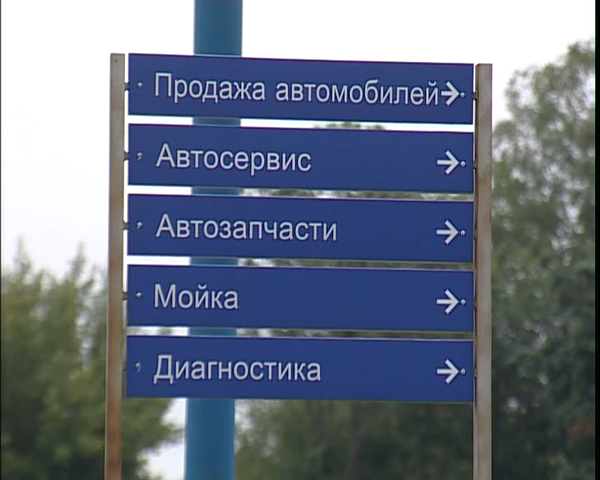 Продажа автомобилей→
Автосервис →
Автозапчасти →
Мойка →
Диагностика →